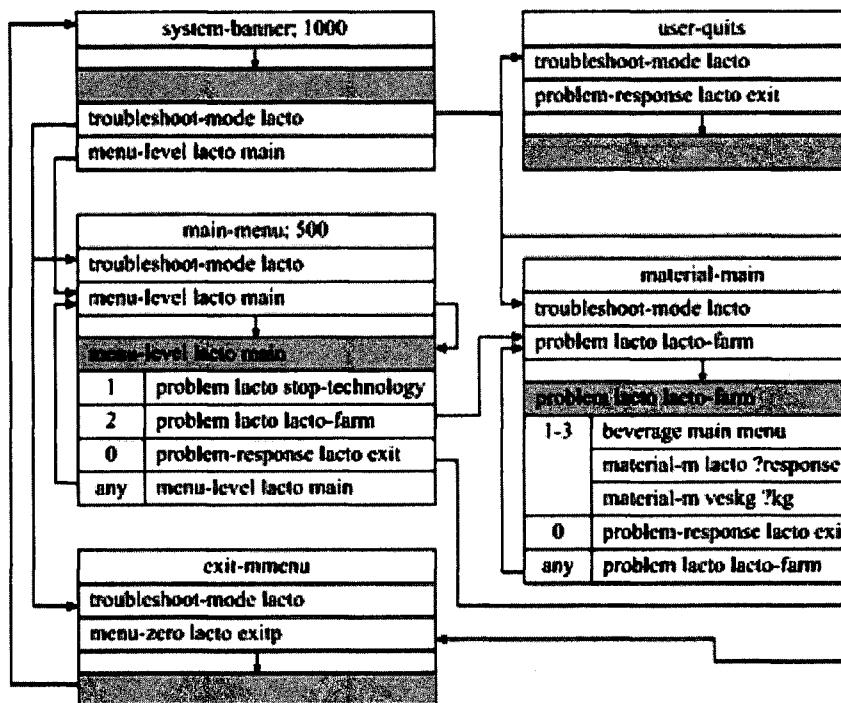 system-banner; 1000
troubleshoot-mode lacto
menu-level lacto main
main-menu; 500
troubleshoot-mode lacto
menu-level lacto main
menu-level lacto main
1 problem lacto stop-technology
2 problem lacto lacto-farm
0 problem-response lacto exit
any menu-level lacto main
exit-mmenu
troubleshoot-mode lacto
menu-zero lacto exitp
user-quits
troubleshoot-mode lacto
problem-response lacto exit
material-main
troubleshoot-mode lacto
problem lacto lacto-farm
problem lacto lacto-farm
1-3 beverage main menu
material-m lacto ?response
material-m veskg ?kg
0 problem-response lacto exi
any problem lacto lacto-farm